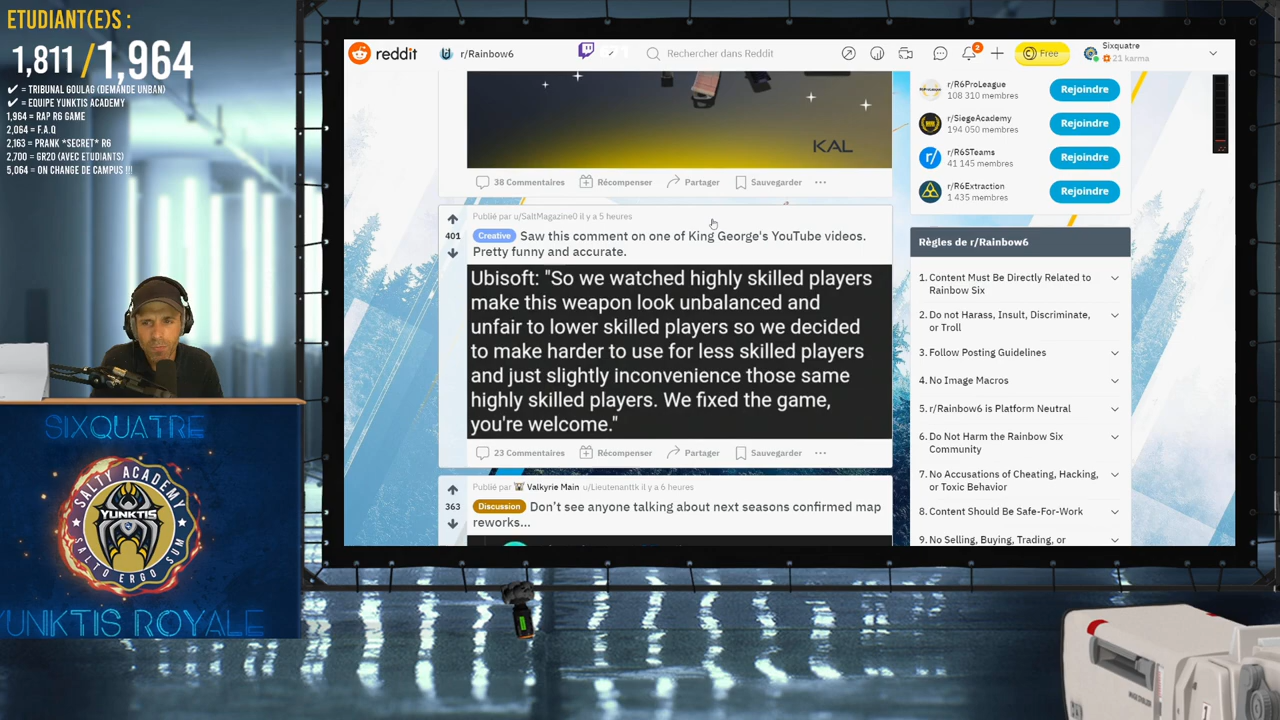 ETUDIANT(E)S :
1,811 / 1,964
✔ = TRIBUNAL GOULAG (DEMANDE UNBAN)
✔ = EQUIPE YUNKTIS ACADEMY
1,964 = RAP R6 GAME
2,064 = F.A.Q
2,163 = PRANK *SECRET* R6
2,700 = GR20 (AVEC ETUDIANTS)
5,064 = ON CHANGE DE CAMPUS !!!
SIXQUATRE
SALTY ACADEMY
YUNKTIS
SALTO ERGO SUM
YUNKTIS ROYALE
reddit
r/Rainbow6
Rechercher dans Reddit
2
Free
Sixquatre
21 karma
KAL
38 Commentaires
Récompenser
Partager
Sauvegarder
401
Publié par u/SaltMagazine0 il y a 5 heures
Creative Saw this comment on one of King George's YouTube videos.
Pretty funny and accurate.
Ubisoft: "So we watched highly skilled players
make this weapon look unbalanced and
unfair to lower skilled players so we decided
to make harder to use for less skilled players
and just slightly inconvenience those same
highly skilled players. We fixed the game,
you're welcome."
23 Commentaires
Récompenser
Partager
Sauvegarder
363
Publié par Valkyrie Main u/Lieutenanttk il y a 6 heures
Discussion Don't see anyone talking about next seasons confirmed map
reworks...
r/R6ProLeague
108 310 membres
Rejoindre
r/SiegeAcademy
194 050 membres
Rejoindre
r/R6STeams
41 145 membres
Rejoindre
r/R6Extraction
1 435 membres
Rejoindre
Règles de r/Rainbow6
1. Content Must Be Directly Related to
Rainbow Six
2. Do not Harass, Insult, Discriminate,
or Troll
3. Follow Posting Guidelines
4. No Image Macros
5. r/Rainbow6 is Platform Neutral
6. Do Not Harm the Rainbow Six
Community
7. No Accusations of Cheating, Hacking,
or Toxic Behavior
8. Content Should Be Safe-For-Work
9. No Selling, Buying, Trading, or